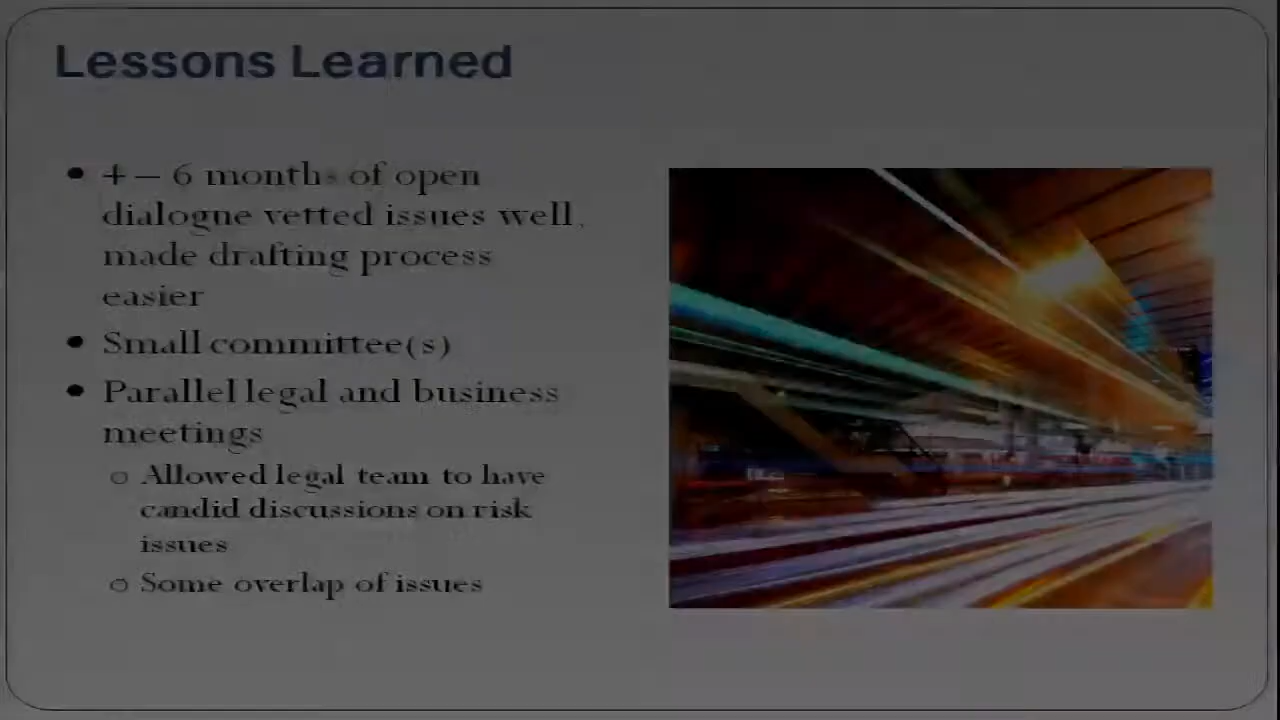 Lessons Learned
• 4 – 6 months of open
dialogue vetted issues well,
made drafting process
easier
• Small committee(s)
• Parallel legal and business
meetings
o Allowed legal team to have
candid discussions on risk
issues
o Some overlap of issues